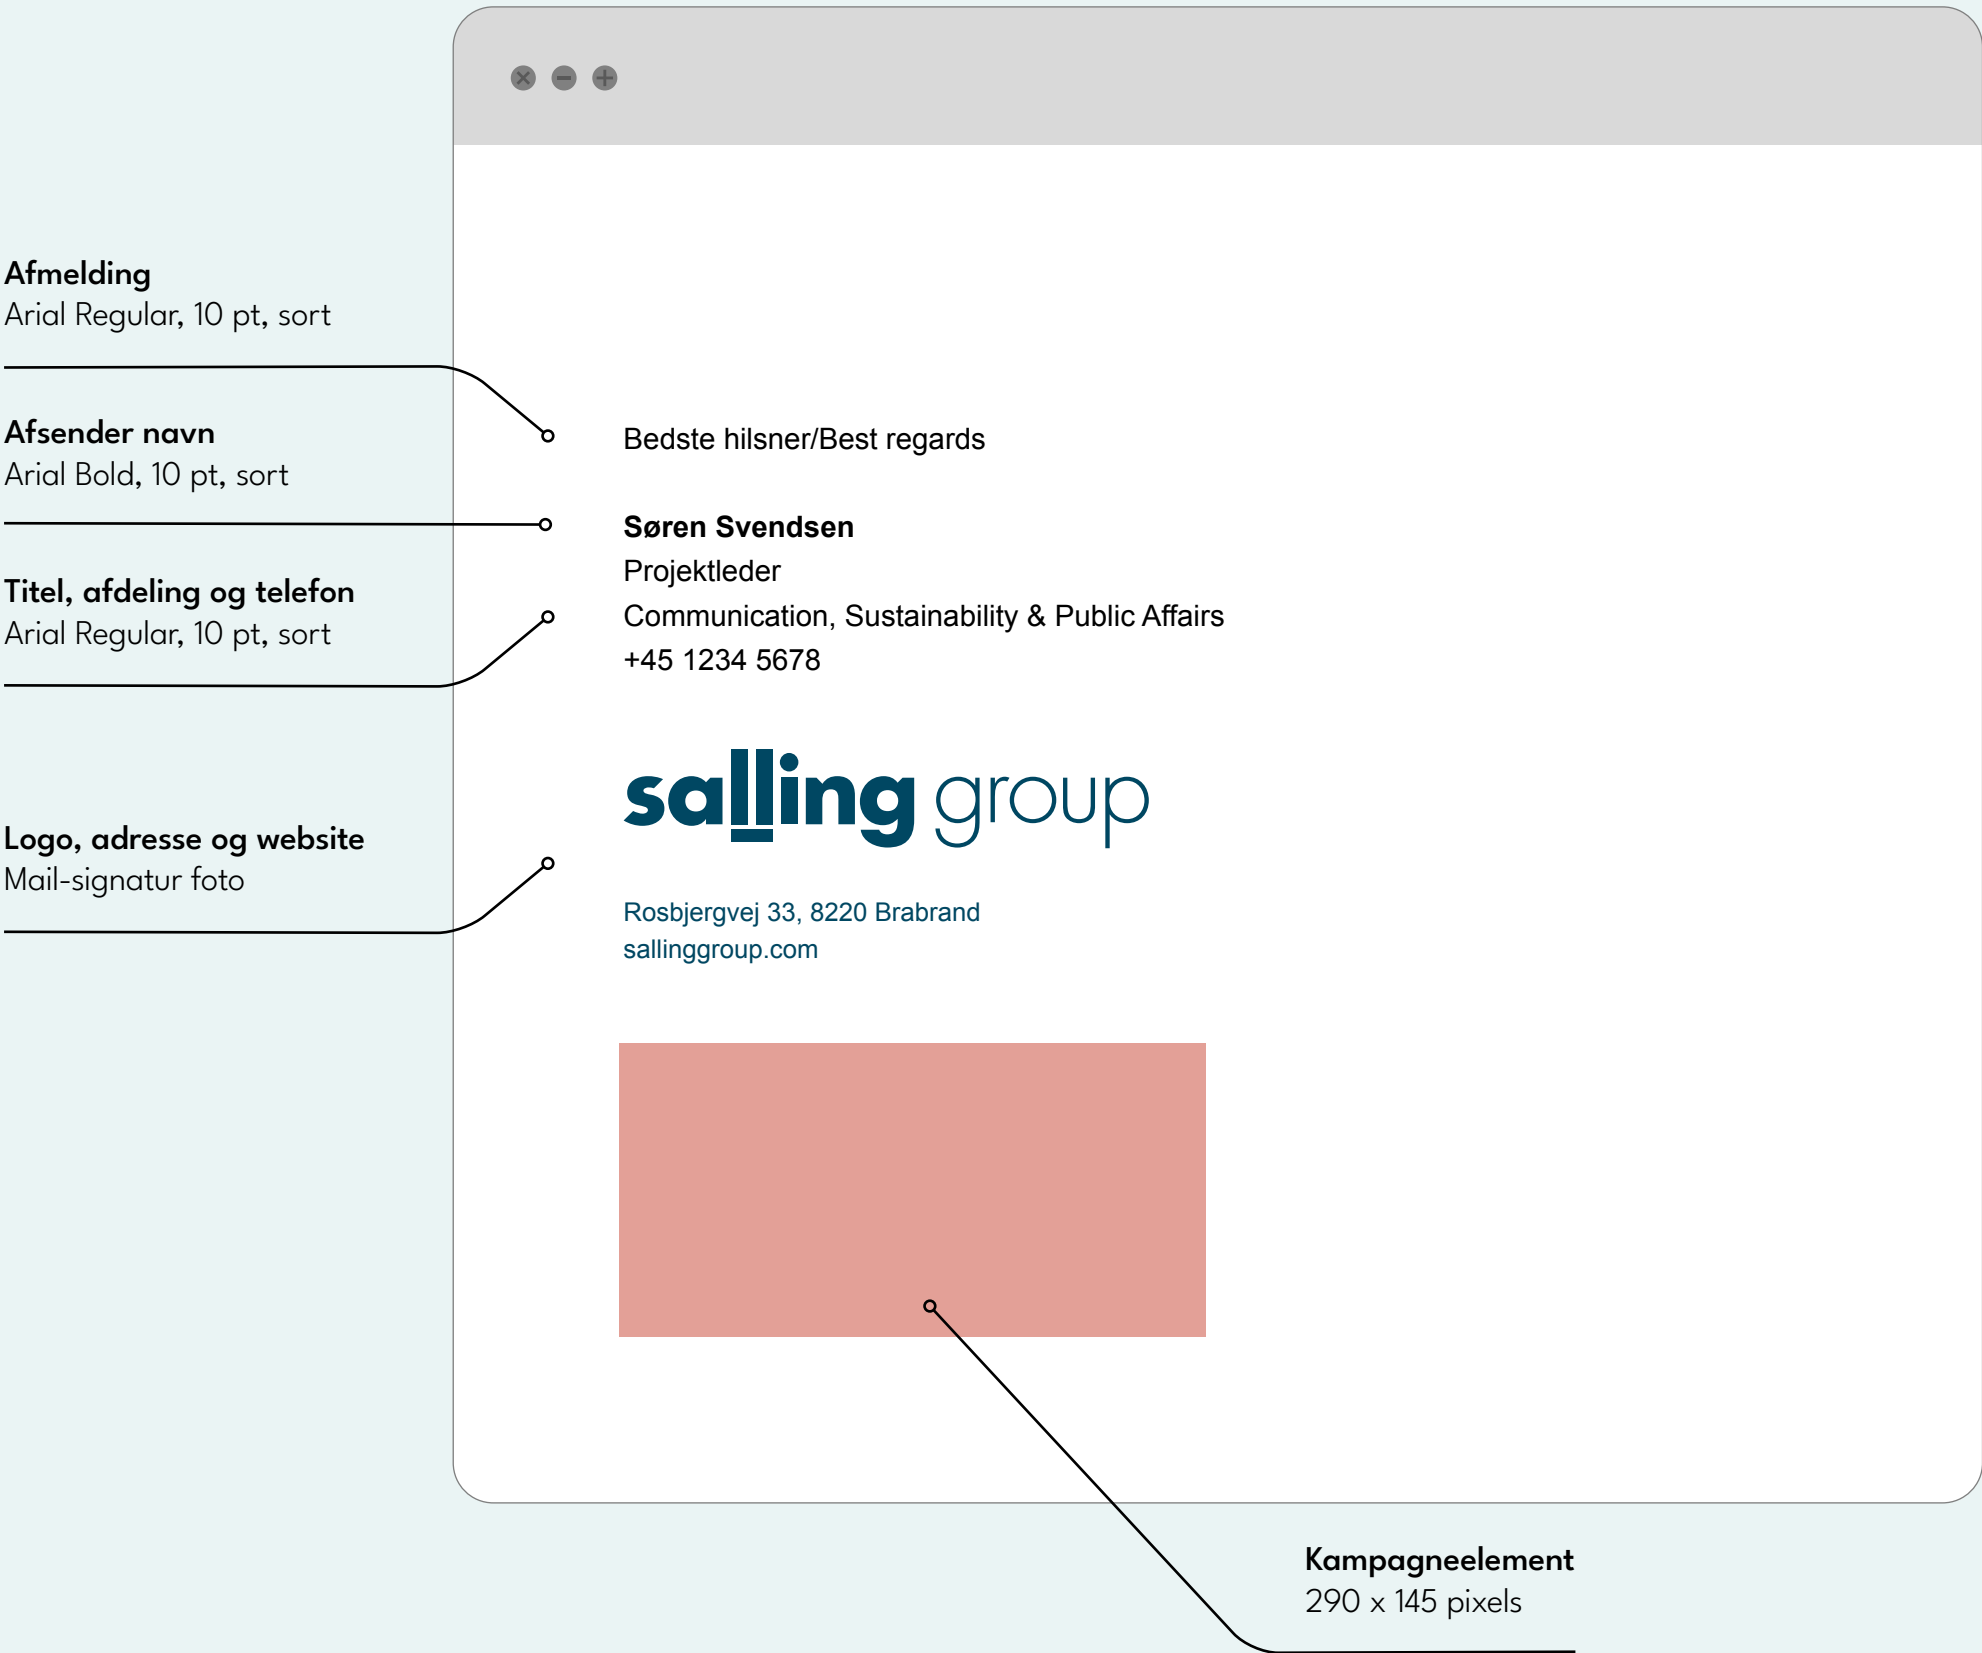 Afmelding
Arial Regular, 10 pt, sort
Afsender navn
Arial Bold, 10 pt, sort
Titel, afdeling og telefon
Arial Regular, 10 pt, sort
Logo, adresse og website
Mail-signatur foto
Bedste hilsner/Best regards
Søren Svendsen
Projektleder
Communication, Sustainability & Public Affairs
+45 1234 5678
salling group
Rosbjergvej 33, 8220 Brabrand
sallinggroup.com
Kampagneelement
290 x 145 pixels